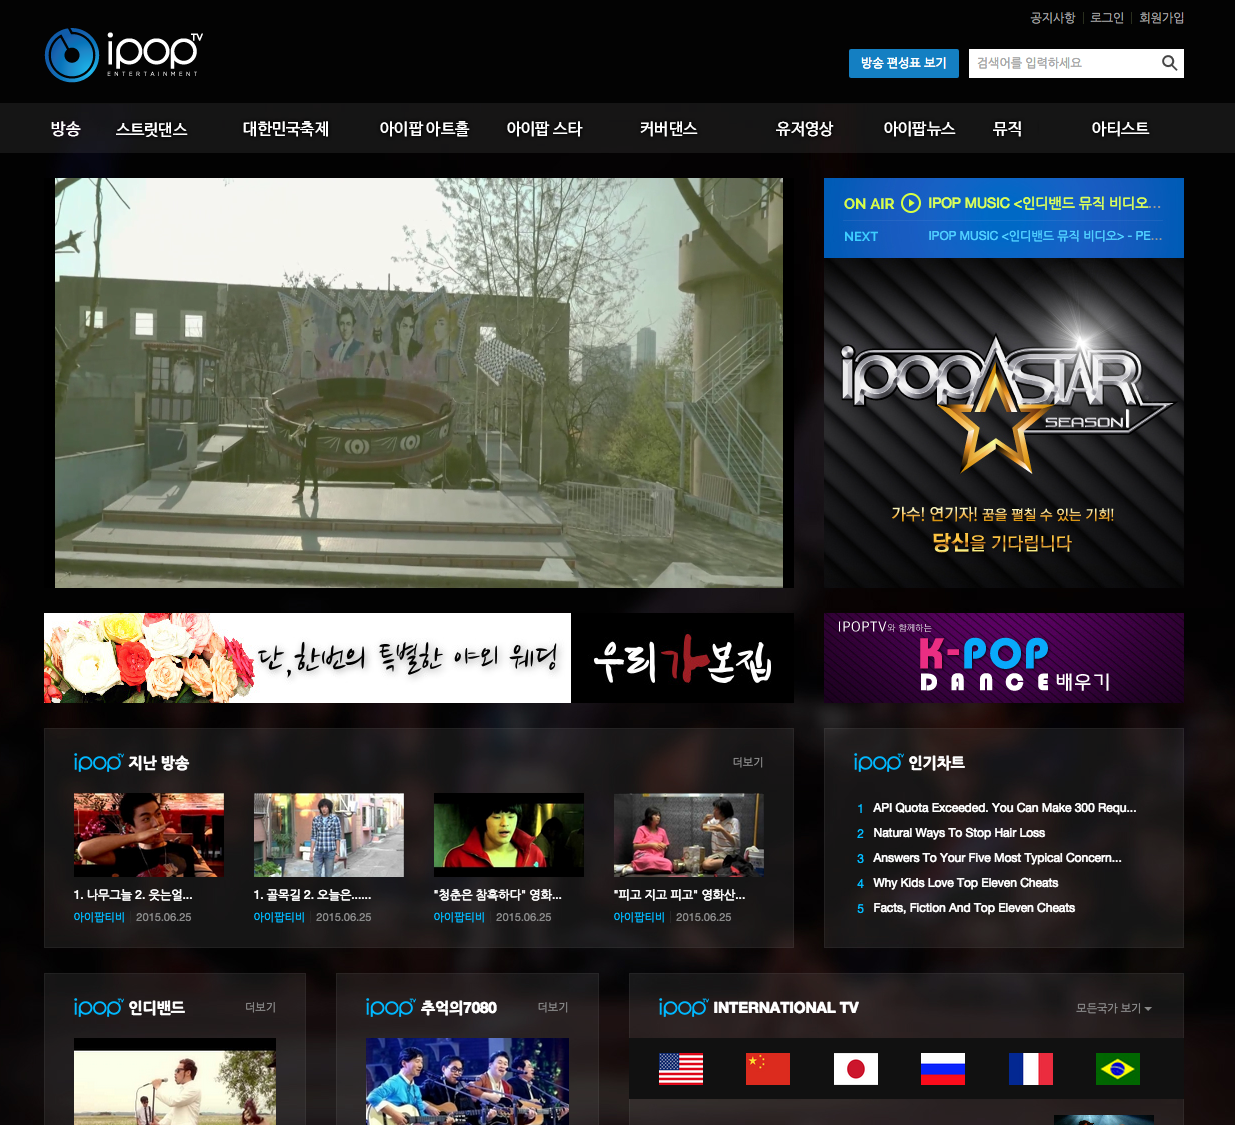 공지사항 로그인 회원가입
ipop TV
ENTERTAINMENT
방송 편성표 보기 검색어를 입력하세요
방송 스트릿댄스 대한민국축제 아이팝 아트홀 아이팝 스타 커버댄스 유저영상 아이팝뉴스 뮤직 아티스트
ON AIR IPOP MUSIC <인디밴드 뮤직 비디오...
NEXT IPOP MUSIC <인디밴드 뮤직 비디오> - PE...
ipop STAR
SEASON1
가수! 연기자! 꿈을 펼칠 수 있는 기회!
당신을 기다립니다
단, 한번의 특별한 야외 웨딩
우리가본집
IPOPTV와 함께하는
K-POP
DANCE 배우기
ipop TV 지난 방송 더보기
1. 나무그늘 2. 웃는얼...
아이팝티비 2015.06.25
1. 골목길 2. 오늘은......
아이팝티비 2015.06.25
"청춘은 참혹하다" 영화...
아이팝티비 2015.06.25
"피고 지고 피고" 영화산...
아이팝티비 2015.06.25
ipop TV 인기차트
1 API Quota Exceeded. You Can Make 300 Requ...
2 Natural Ways To Stop Hair Loss
3 Answers To Your Five Most Typical Concern...
4 Why Kids Love Top Eleven Cheats
5 Facts, Fiction And Top Eleven Cheats
ipop TV 인디밴드 더보기
ipop TV 추억의7080 더보기
ipop TV INTERNATIONAL TV 모든국가 보기